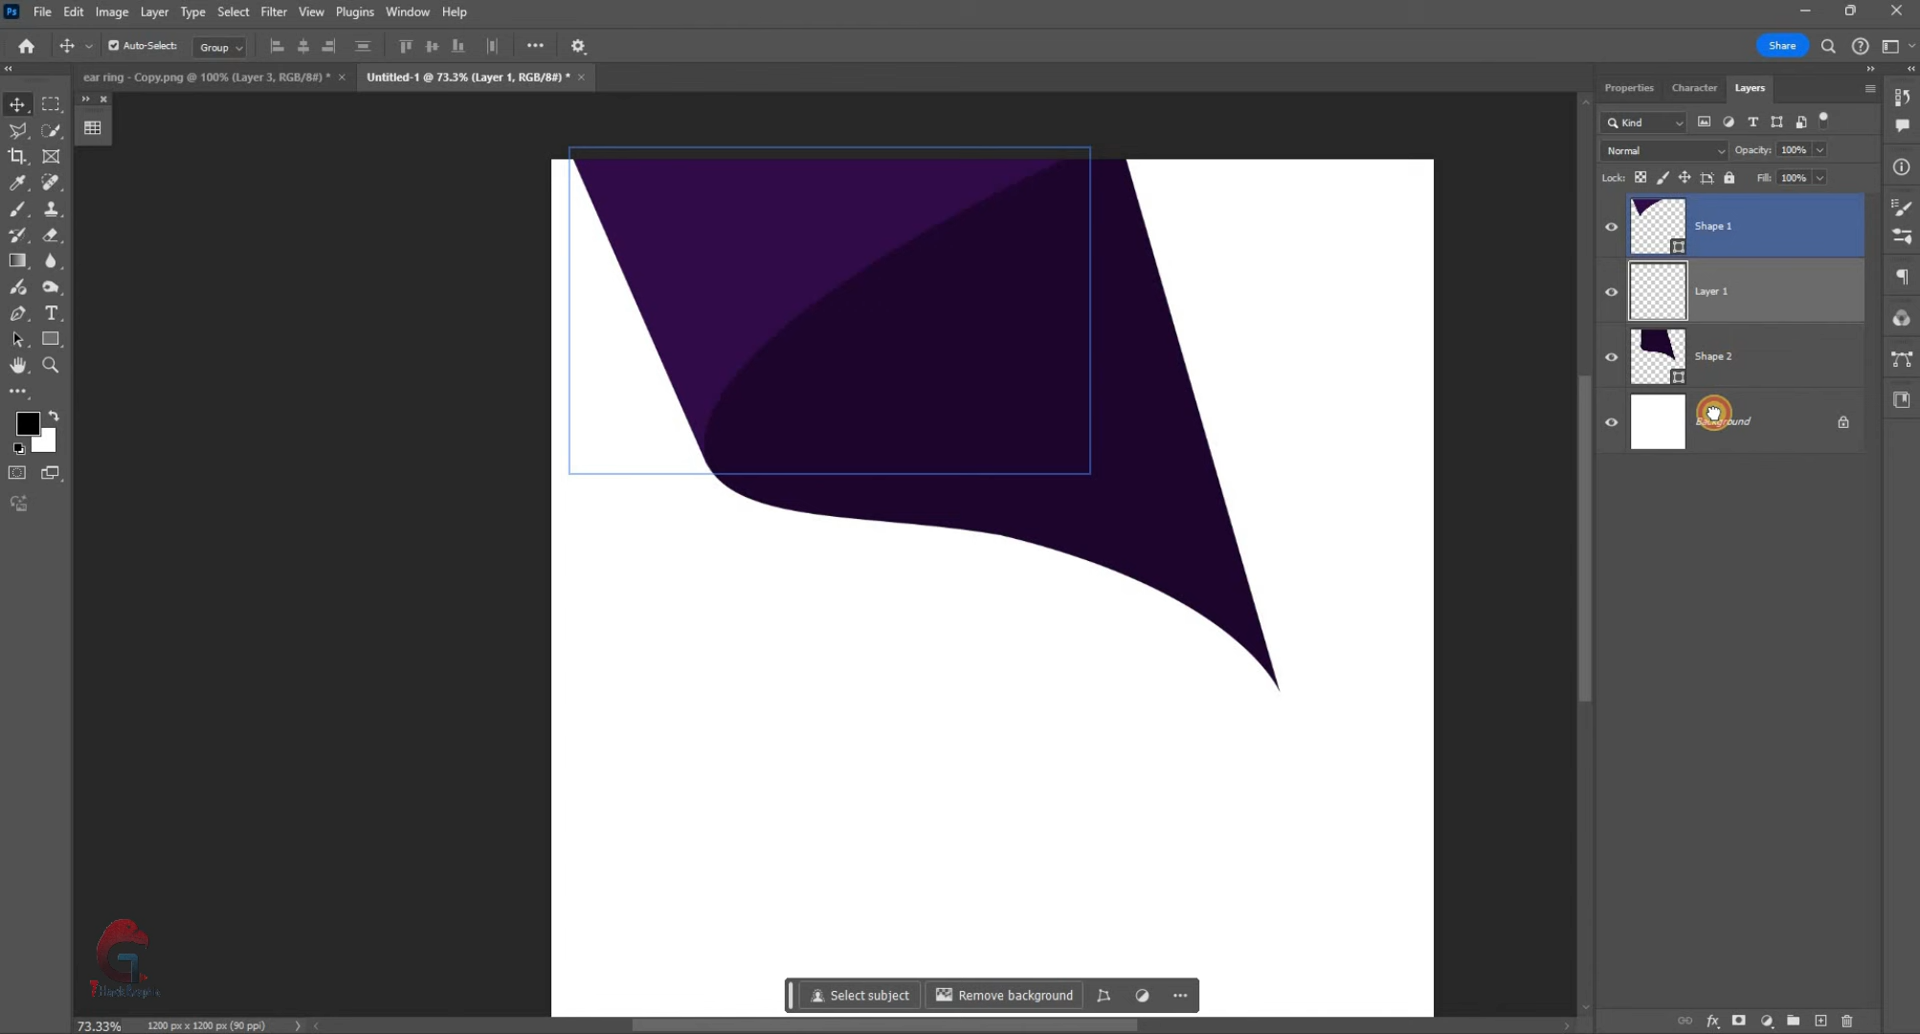 Ps File Edit Image Layer Type Select Filter View Plugins Window Help
Auto-Select: Group Share
ear ring - Copy.png @ 100% (Layer 3, RGB/8#) * × Untitled-1 @ 73.3% (Layer 1, RGB/8#) * ×
Properties Character Layers
Kind
Normal Opacity: 100%
Lock: Fill: 100%
Shape 1
Layer 1
Shape 2
Background
Select subject Remove background
73.33% 1200 px x 1200 px (90 ppi)